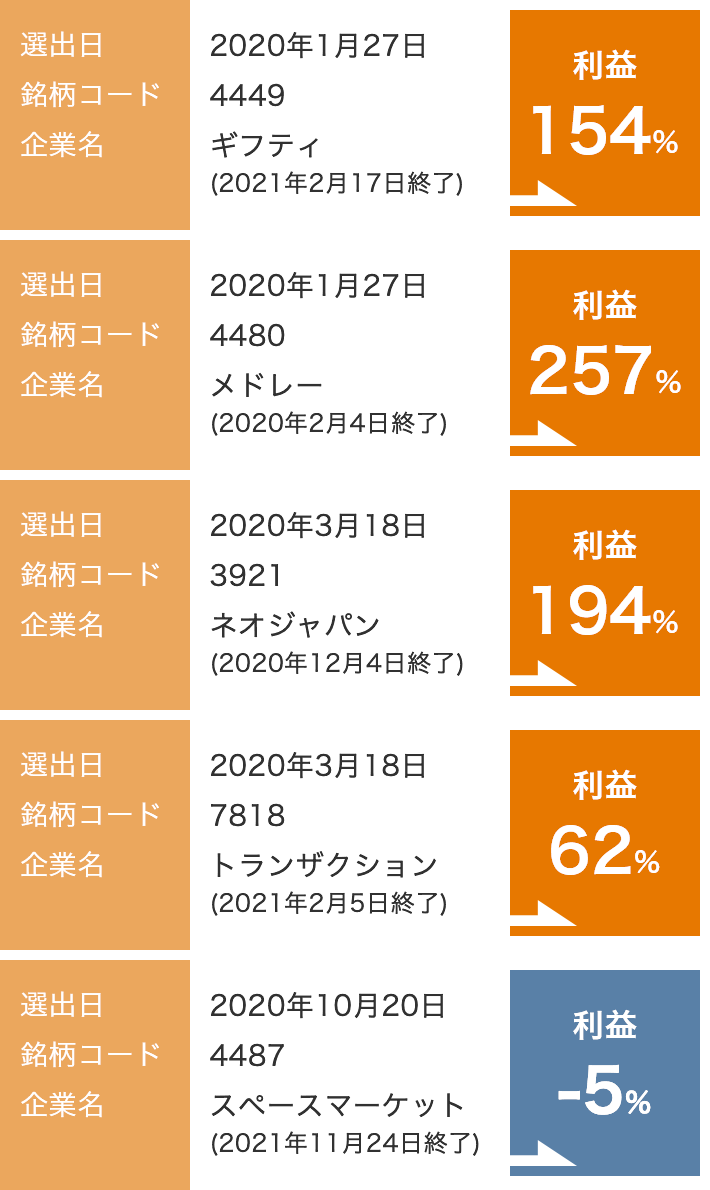 選出日 2020年1月27日
銘柄コード 4449
企業名 ギフティ
(2021年2月17日終了)
利益
154%
選出日 2020年1月27日
銘柄コード 4480
企業名 メドレー
(2020年2月4日終了)
利益
257%
選出日 2020年3月18日
銘柄コード 3921
企業名 ネオジャパン
(2020年12月4日終了)
利益
194%
選出日 2020年3月18日
銘柄コード 7818
企業名 トランザクション
(2021年2月5日終了)
利益
62%
選出日 2020年10月20日
銘柄コード 4487
企業名 スペースマーケット
(2021年11月24日終了)
利益
-5%